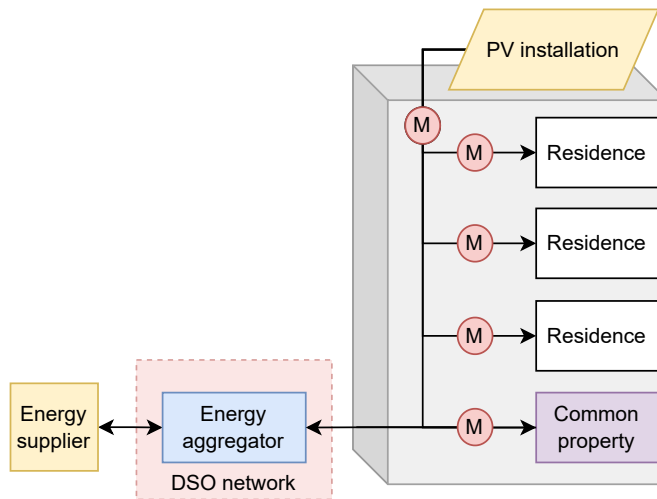 PV installation
M
M
Residence
M
Residence
M
Residence
Energy
supplier
Energy
aggregator
M
Common
property
DSO network